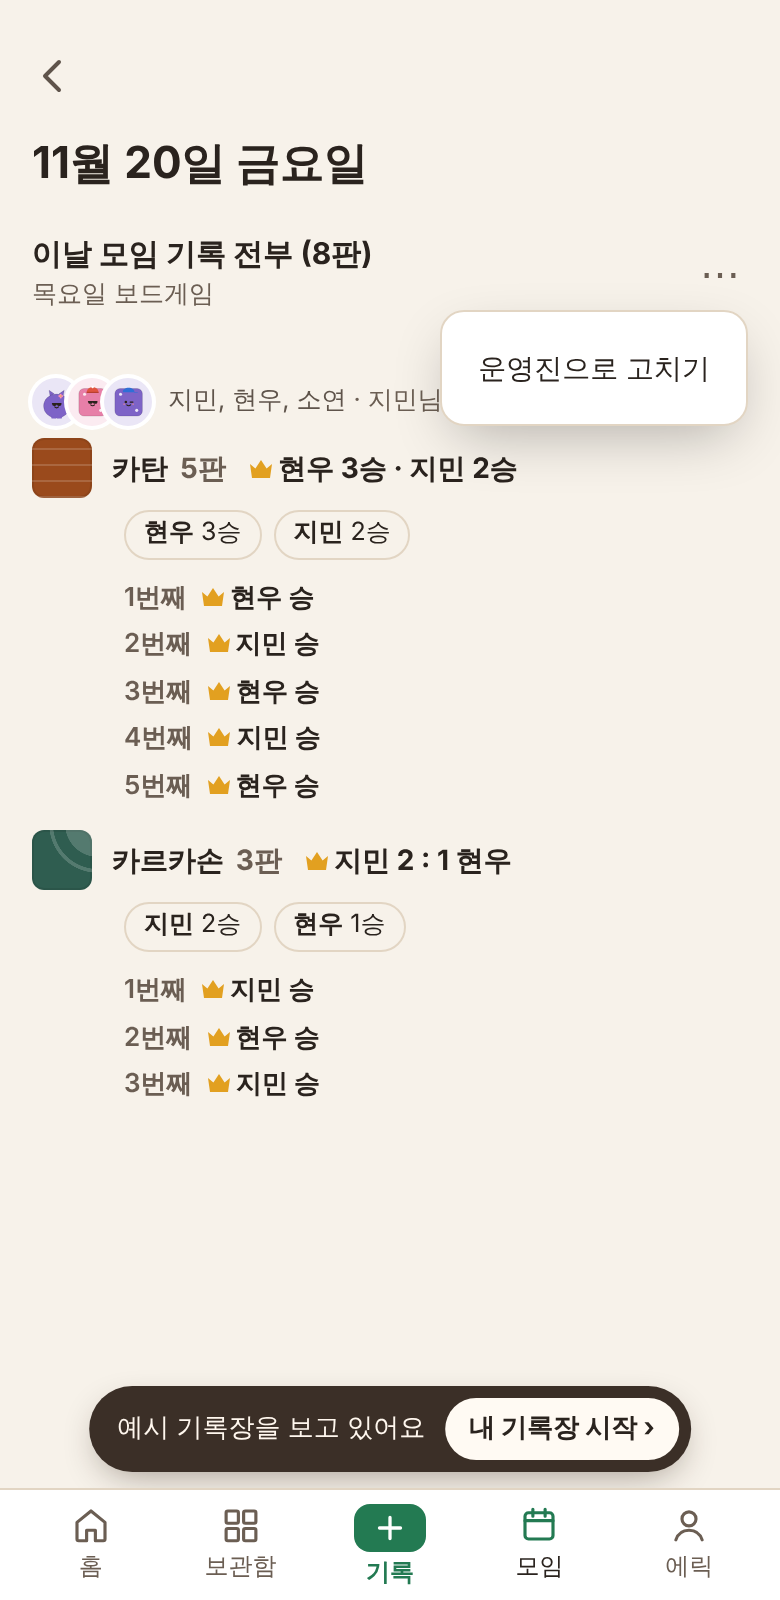 11월 20일 금요일
이날 모임 기록 전부 (8판)
목요일 보드게임
…
운영진으로 고치기
지민, 현우, 소연 · 지민님
카탄 5판 현우 3승 · 지민 2승
현우 3승 지민 2승
1번째 현우 승
2번째 지민 승
3번째 현우 승
4번째 지민 승
5번째 현우 승
카르카손 3판 지민 2 : 1 현우
지민 2승 현우 1승
1번째 지민 승
2번째 현우 승
3번째 지민 승
예시 기록장을 보고 있어요 내 기록장 시작 ›
홈 보관함 기록 모임 에릭